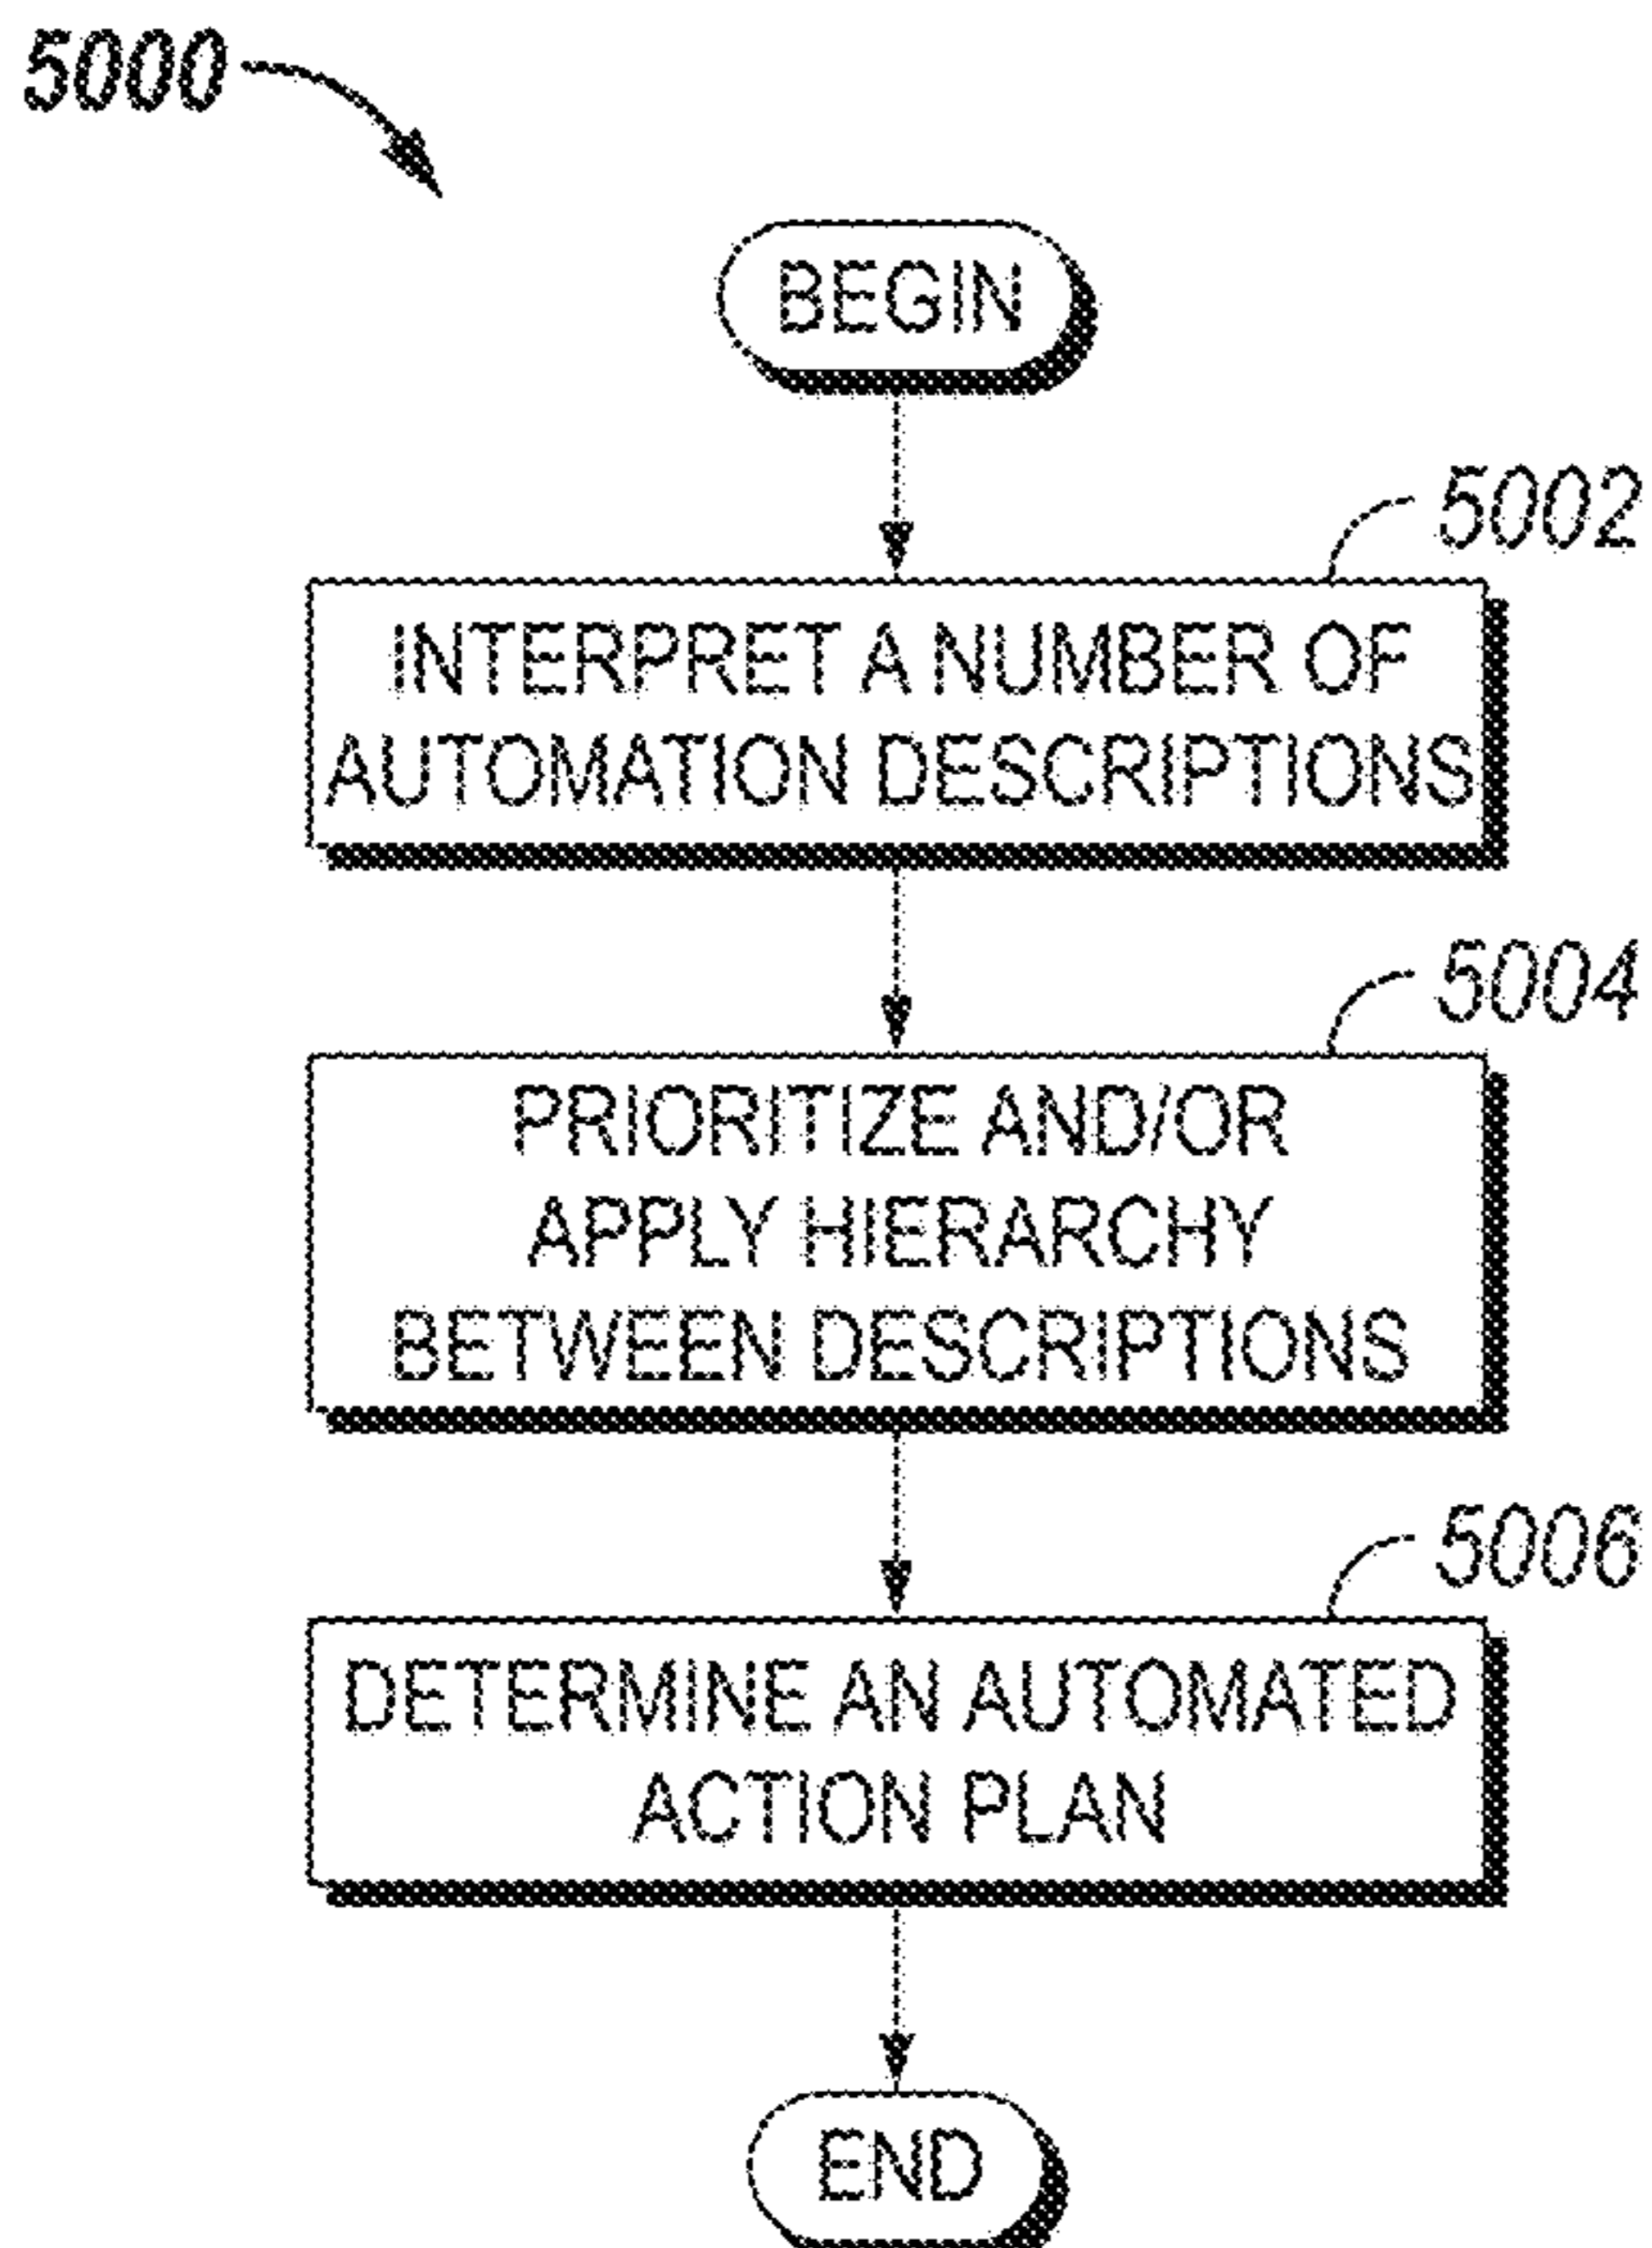 5000
BEGIN
5002
INTERPRET A NUMBER OF
AUTOMATION DESCRIPTIONS
5004
PRIORITIZE AND/OR
APPLY HIERARCHY
BETWEEN DESCRIPTIONS
5006
DETERMINE AN AUTOMATED
ACTION PLAN
END